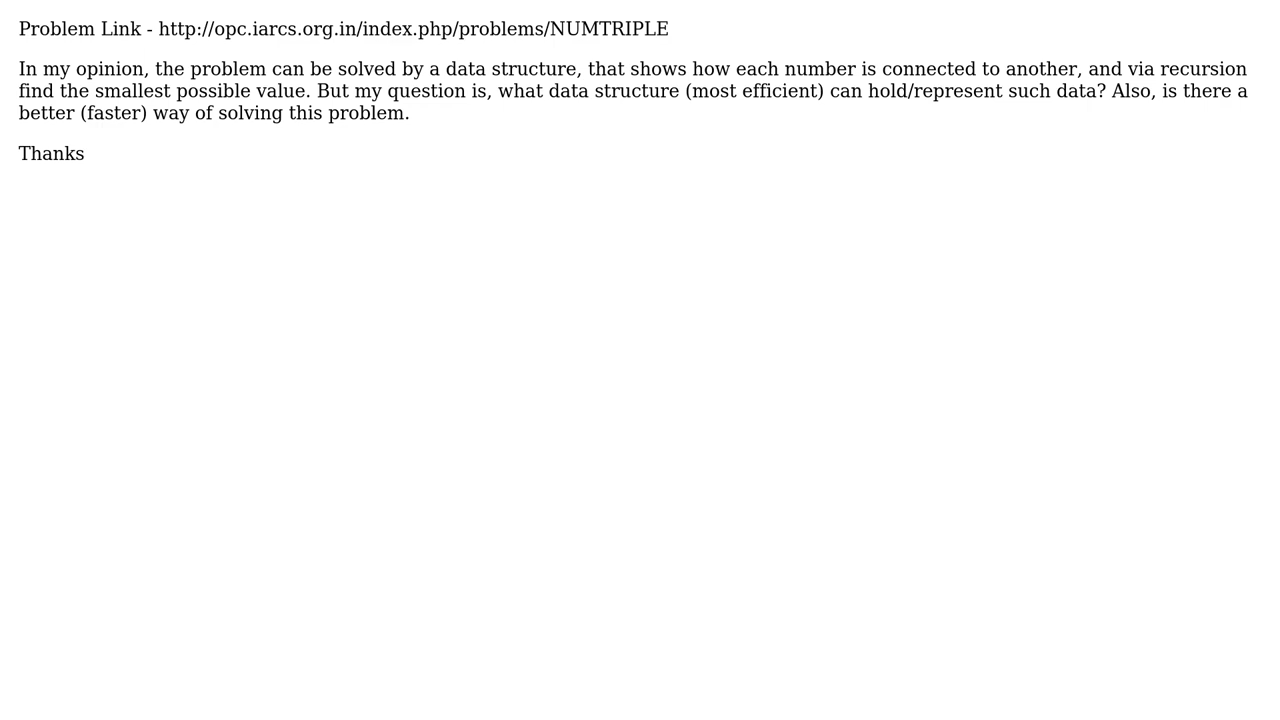 Problem Link - http://opc.iarcs.org.in/index.php/problems/NUMTRIPLE
In my opinion, the problem can be solved by a data structure, that shows how each number is connected to another, and via recursion
find the smallest possible value. But my question is, what data structure (most efficient) can hold/represent such data? Also, is there a
better (faster) way of solving this problem.
Thanks